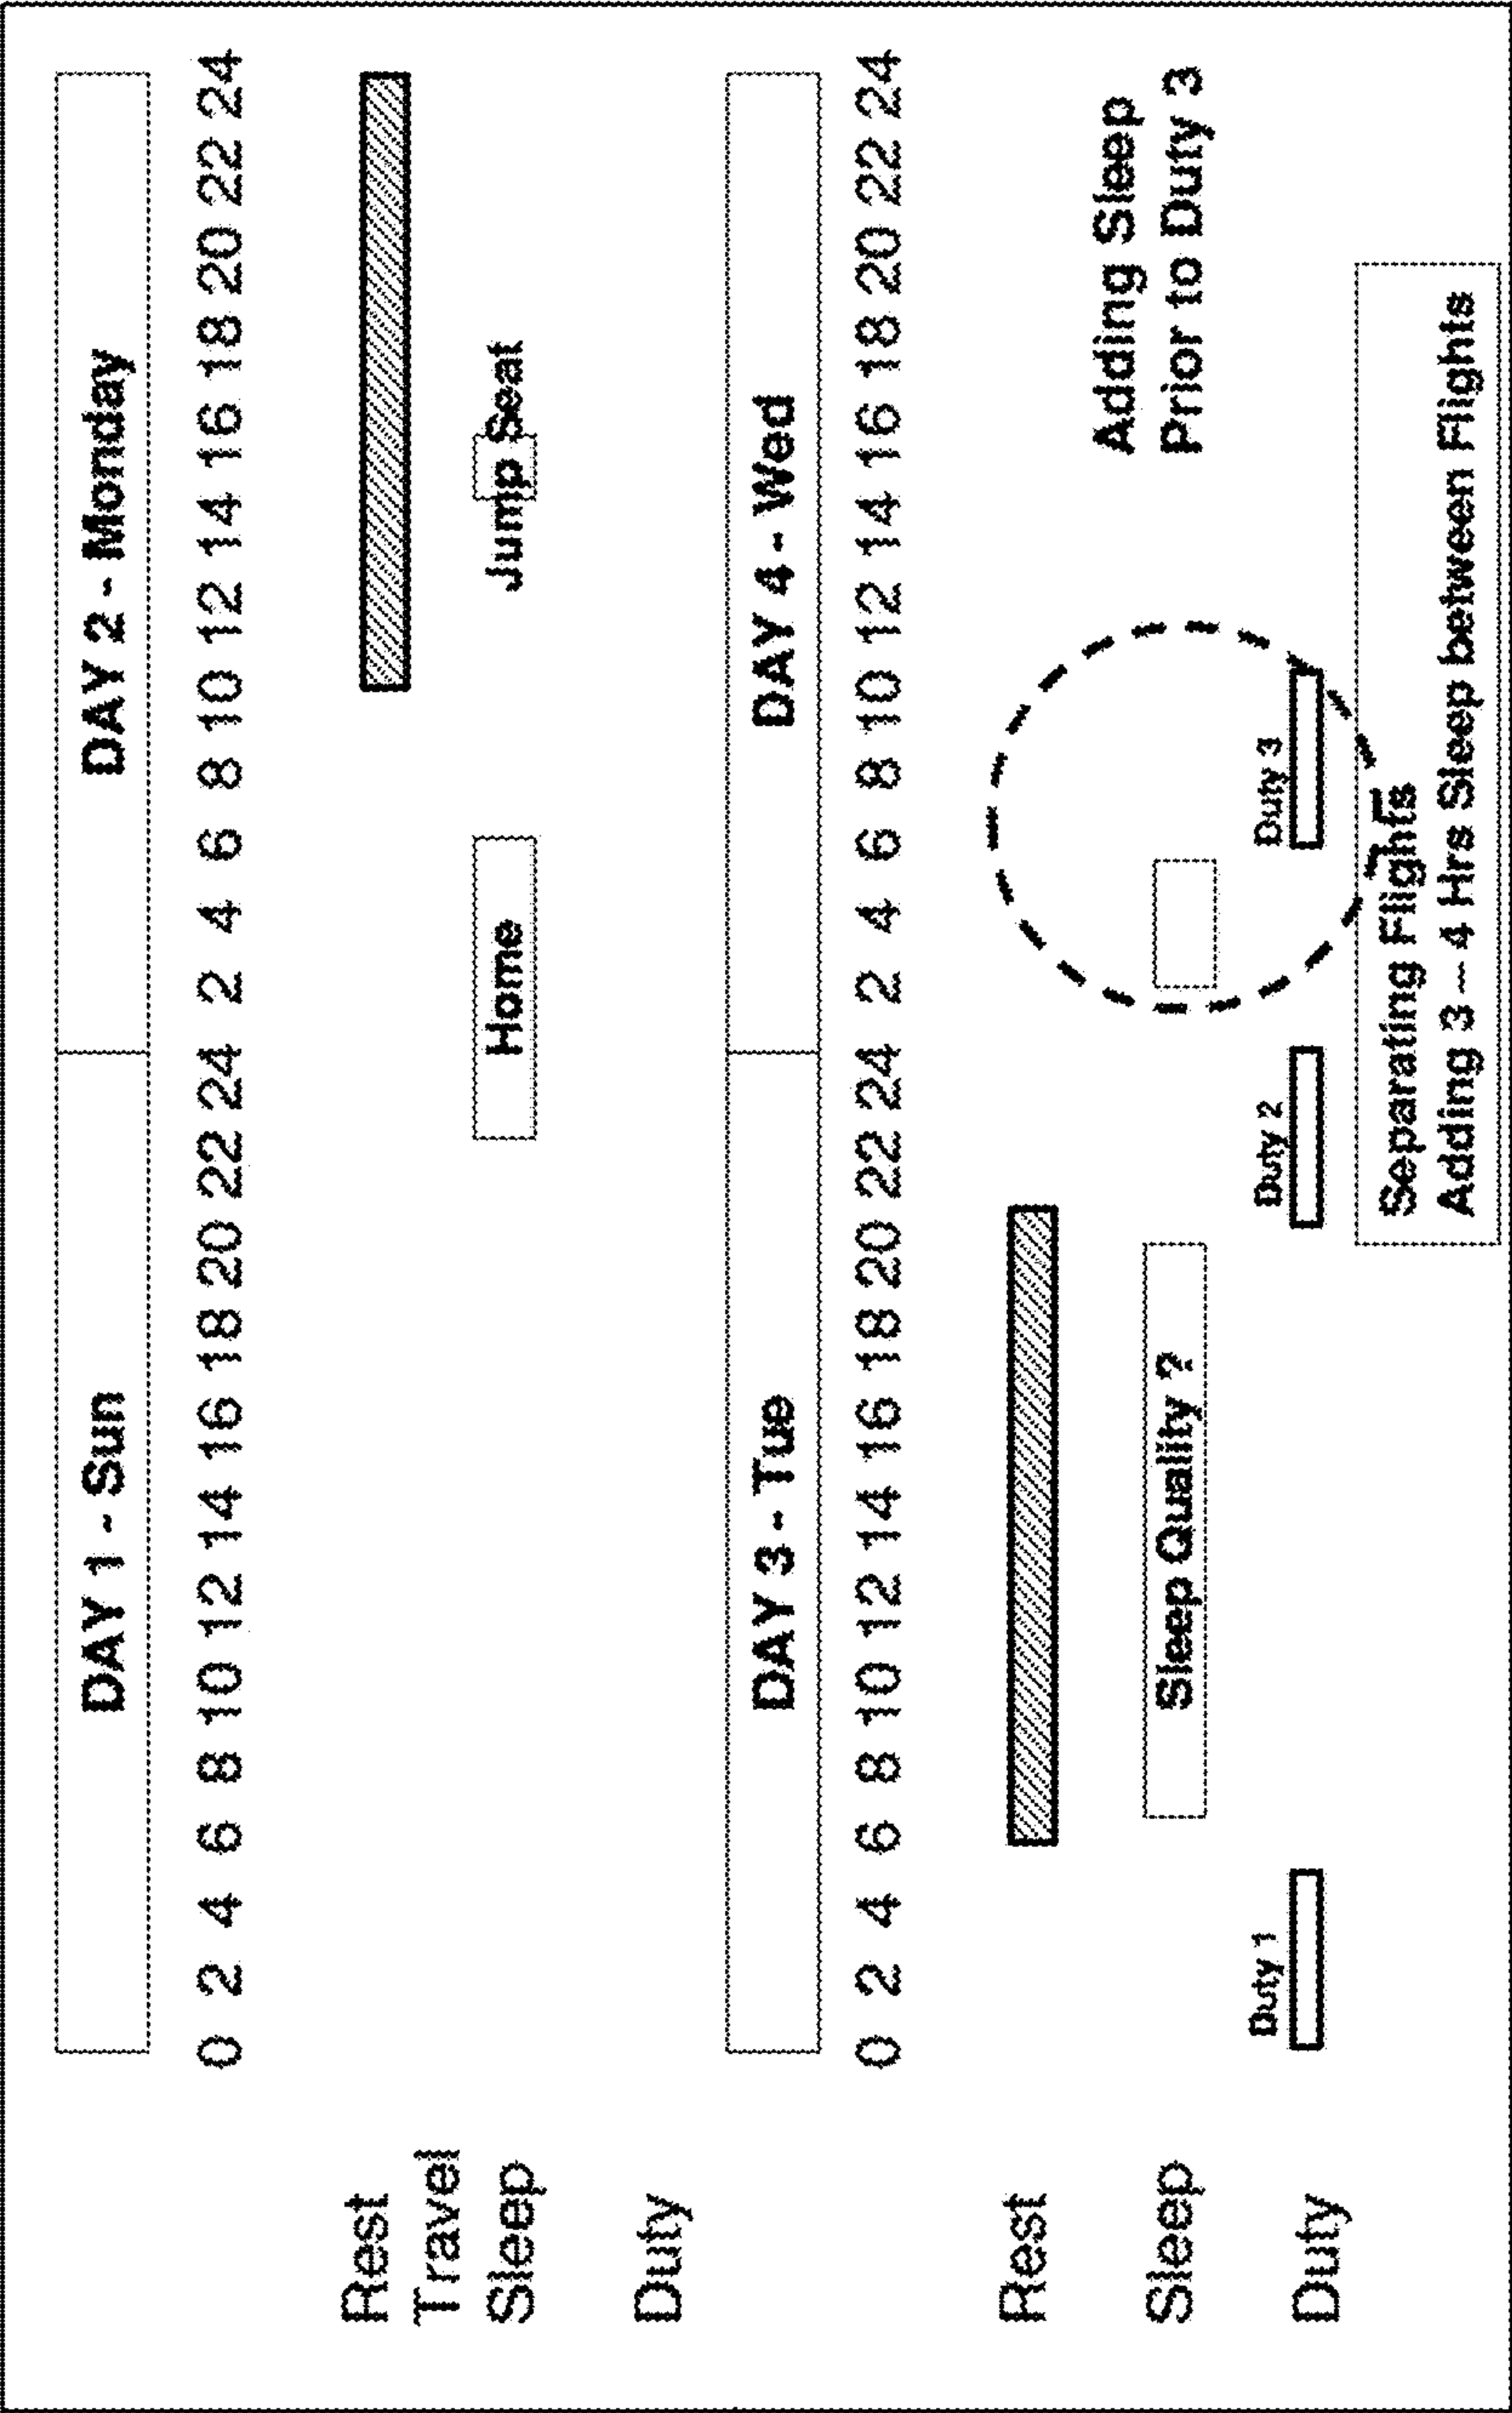 DAY 1 - Sun DAY 2 - Monday
0 2 4 6 8 10 12 14 16 18 20 22 24 2 4 6 8 10 12 14 16 18 20 22 24
Rest
Travel
Sleep Home Jump Seat
Duty
DAY 3 - Tue DAY 4 - Wed
0 2 4 6 8 10 12 14 16 18 20 22 24 2 4 6 8 10 12 14 16 18 20 22 24
Rest
Adding Sleep
Sleep Sleep Quality ? Prior to Duty 3
Duty 1 Duty 2 Duty 3
Duty
Separating Flights
Adding 3 – 4 Hrs Sleep between Flights